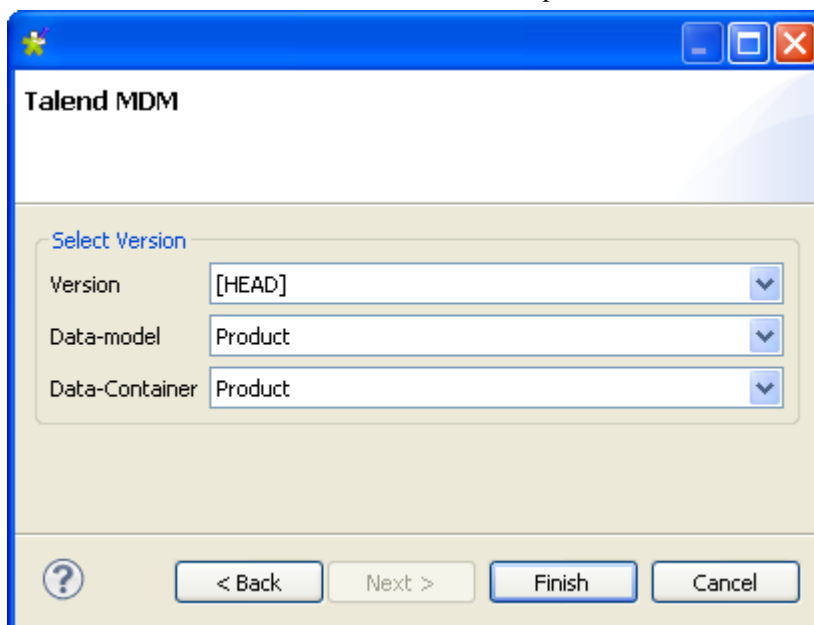 Talend MDM
Select Version
Version [HEAD]
Data-model Product
Data-Container Product
? < Back Next > Finish Cancel